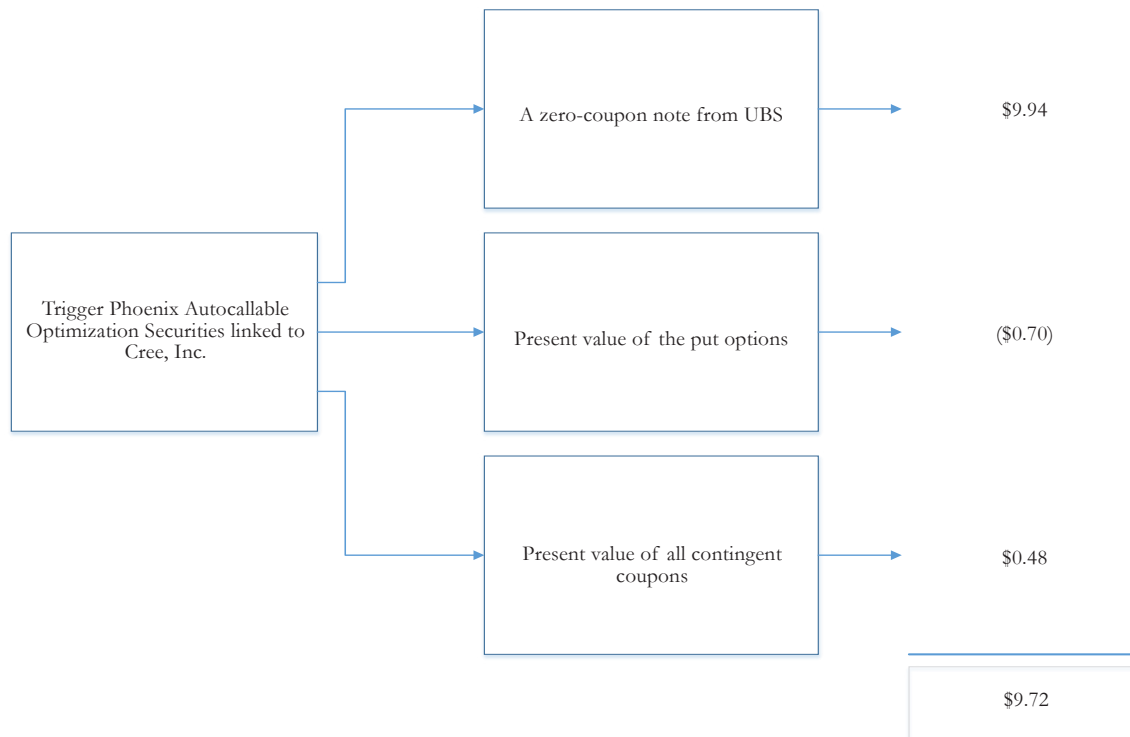 A zero-coupon note from UBS
$9.94
Trigger Phoenix Autocallable
Optimization Securities linked to
Cree, Inc.
Present value of the put options
($0.70)
Present value of all contingent
coupons
$0.48
$9.72